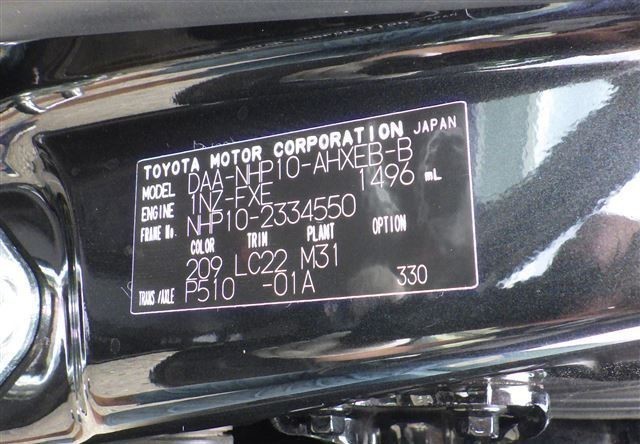 TOYOTA MOTOR CORPORATION JAPAN
MODEL DAA-NHP10-AHXEB-B
ENGINE 1NZ-FXE 1496 mL
FRAME No. NHP10-2334550
COLOR TRIM PLANT OPTION
209 LC22 M31
TRANS/AXLE P510 -01A 330